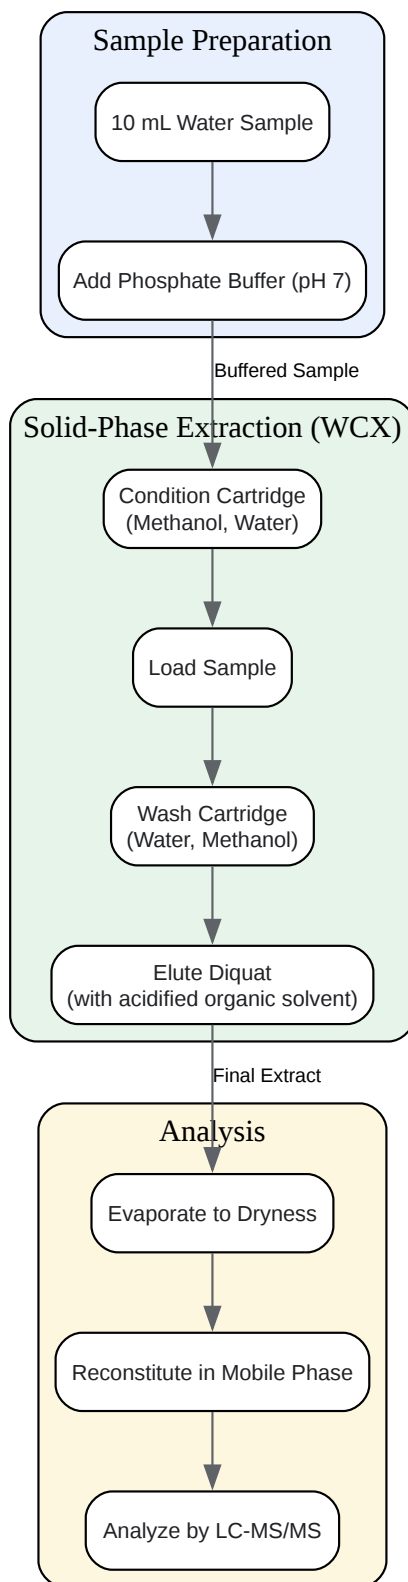 Sample Preparation
10 mL Water Sample
Add Phosphate Buffer (pH 7)
Buffered Sample
Solid-Phase Extraction (WCX)
Condition Cartridge
(Methanol, Water)
Load Sample
Wash Cartridge
(Water, Methanol)
Elute Diquat
(with acidified organic solvent)
Final Extract
Analysis
Evaporate to Dryness
Reconstitute in Mobile Phase
Analyze by LC-MS/MS